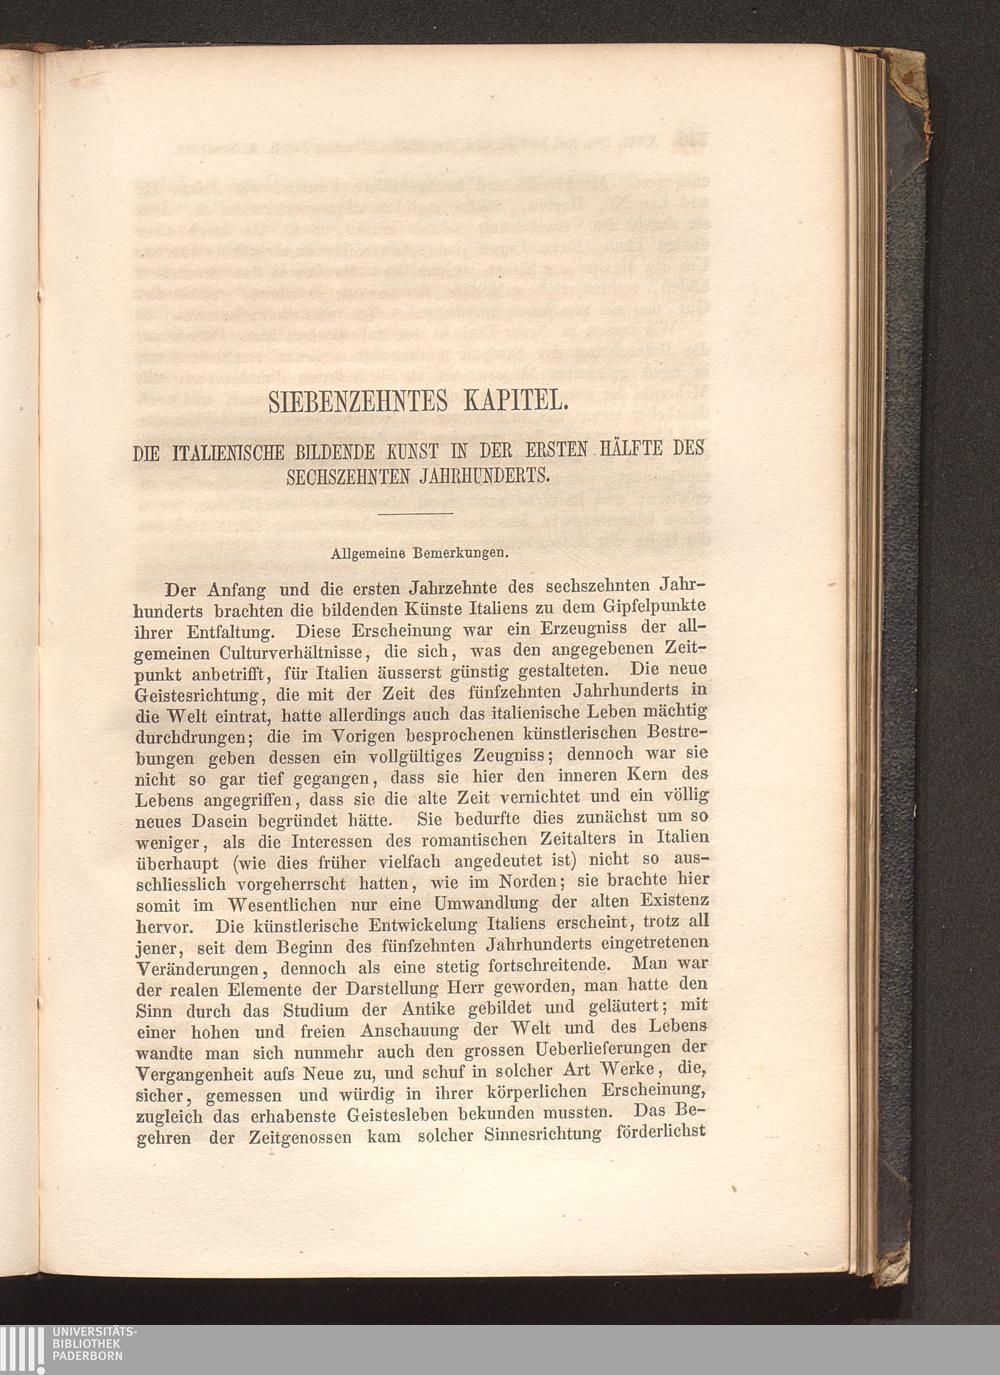 SIEBENZEHNTES KAPITEL.
DIE ITALIENISCHE BILDENDE KUNST IN DER ERSTEN HÄLFTE DES
SECHSZEHNTEN JAHRHUNDERTS.
Allgemeine Bemerkungen.
Der Anfang und die ersten Jahrzehnte des sechszehnten Jahr-
hunderts brachten die bildenden Künste Italiens zu dem Gipfelpunkte
ihrer Entfaltung. Diese Erscheinung war ein Erzeugniss der all-
gemeinen Culturverhältnisse, die sich, was den angegebenen Zeit-
punkt anbetrifft, für Italien äusserst günstig gestalteten. Die neue
Geistesrichtung, die mit der Zeit des fünfzehnten Jahrhunderts in
die Welt eintrat, hatte allerdings auch das italienische Leben mächtig
durchdrungen; die im Vorigen besprochenen künstlerischen Bestre-
bungen geben dessen ein vollgültiges Zeugniss; dennoch war sie
nicht so gar tief gegangen, dass sie hier den inneren Kern des
Lebens angegriffen, dass sie die alte Zeit vernichtet und ein völlig
neues Dasein begründet hätte. Sie bedurfte dies zunächst um so
weniger, als die Interessen des romantischen Zeitalters in Italien
überhaupt (wie dies früher vielfach angedeutet ist) nicht so aus-
schliesslich vorgeherrscht hatten, wie im Norden; sie brachte hier
somit im Wesentlichen nur eine Umwandlung der alten Existenz
hervor. Die künstlerische Entwickelung Italiens erscheint, trotz all
jener, seit dem Beginn des fünfzehnten Jahrhunderts eingetretenen
Veränderungen, dennoch als eine stetig fortschreitende. Man war
der realen Elemente der Darstellung Herr geworden, man hatte den
Sinn durch das Studium der Antike gebildet und geläutert; mit
einer hohen und freien Anschauung der Welt und des Lebens
wandte man sich nunmehr auch den grossen Ueberlieferungen der
Vergangenheit aufs Neue zu, und schuf in solcher Art Werke, die,
sicher, gemessen und würdig in ihrer körperlichen Erscheinung,
zugleich das erhabenste Geistesleben bekunden mussten. Das Be-
gehren der Zeitgenossen kam solcher Sinnesrichtung förderlichst
UNIVERSITÄTS-
BIBLIOTHEK
PADERBORN